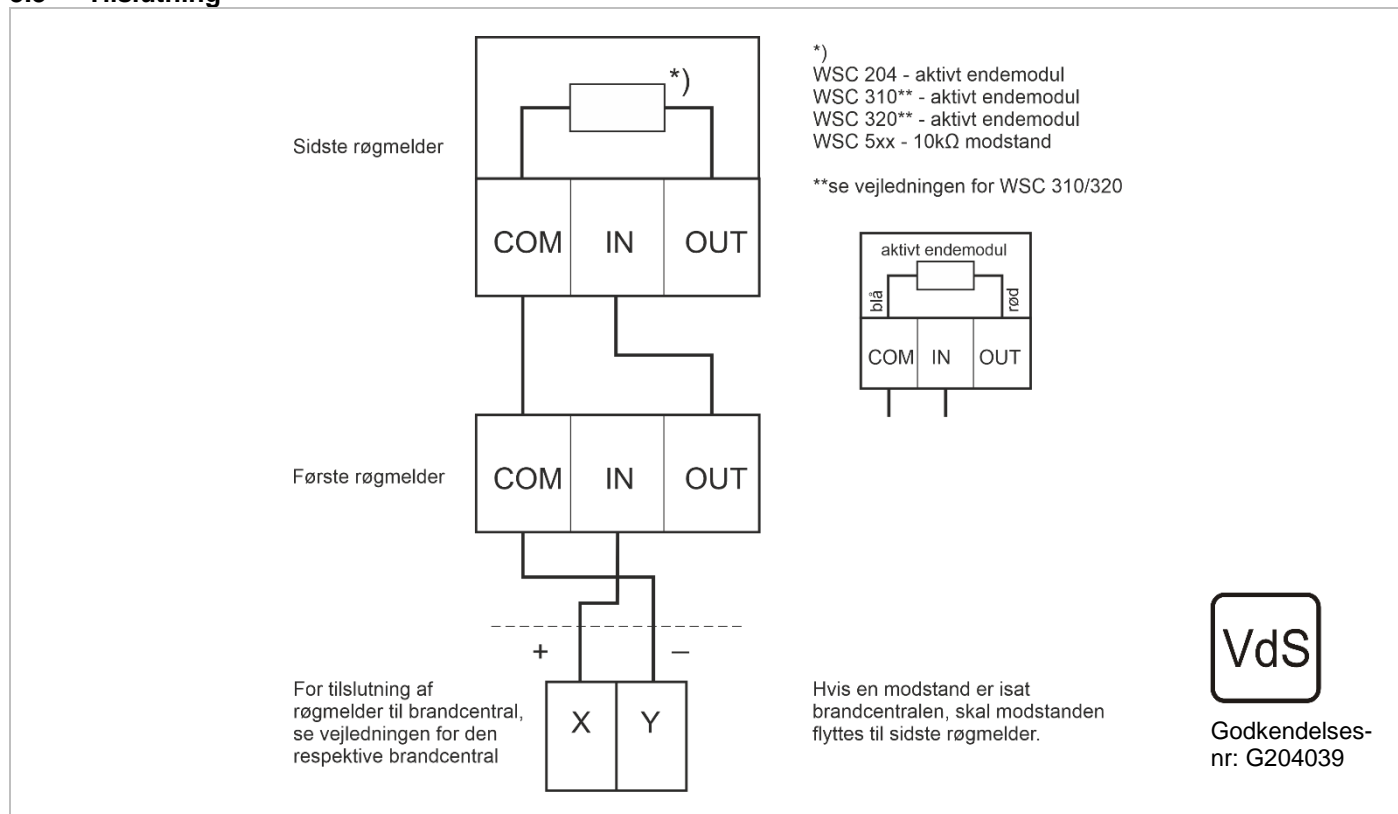 Tilslutning
*)
Sidste røgmelder
COM IN OUT
*)
WSC 204 - aktivt endemodul
WSC 310** - aktivt endemodul
WSC 320** - aktivt endemodul
WSC 5xx - 10kΩ modstand
**se vejledningen for WSC 310/320
aktivt endemodul
blå
rød
COM IN OUT
Første røgmelder
COM IN OUT
+ –
For tilslutning af
røgmelder til brandcentral,
se vejledningen for den
respektive brandcentral
X Y
Hvis en modstand er isat
brandcentralen, skal modstanden
flyttes til sidste røgmelder.
VdS
Godkendelses-
nr: G204039